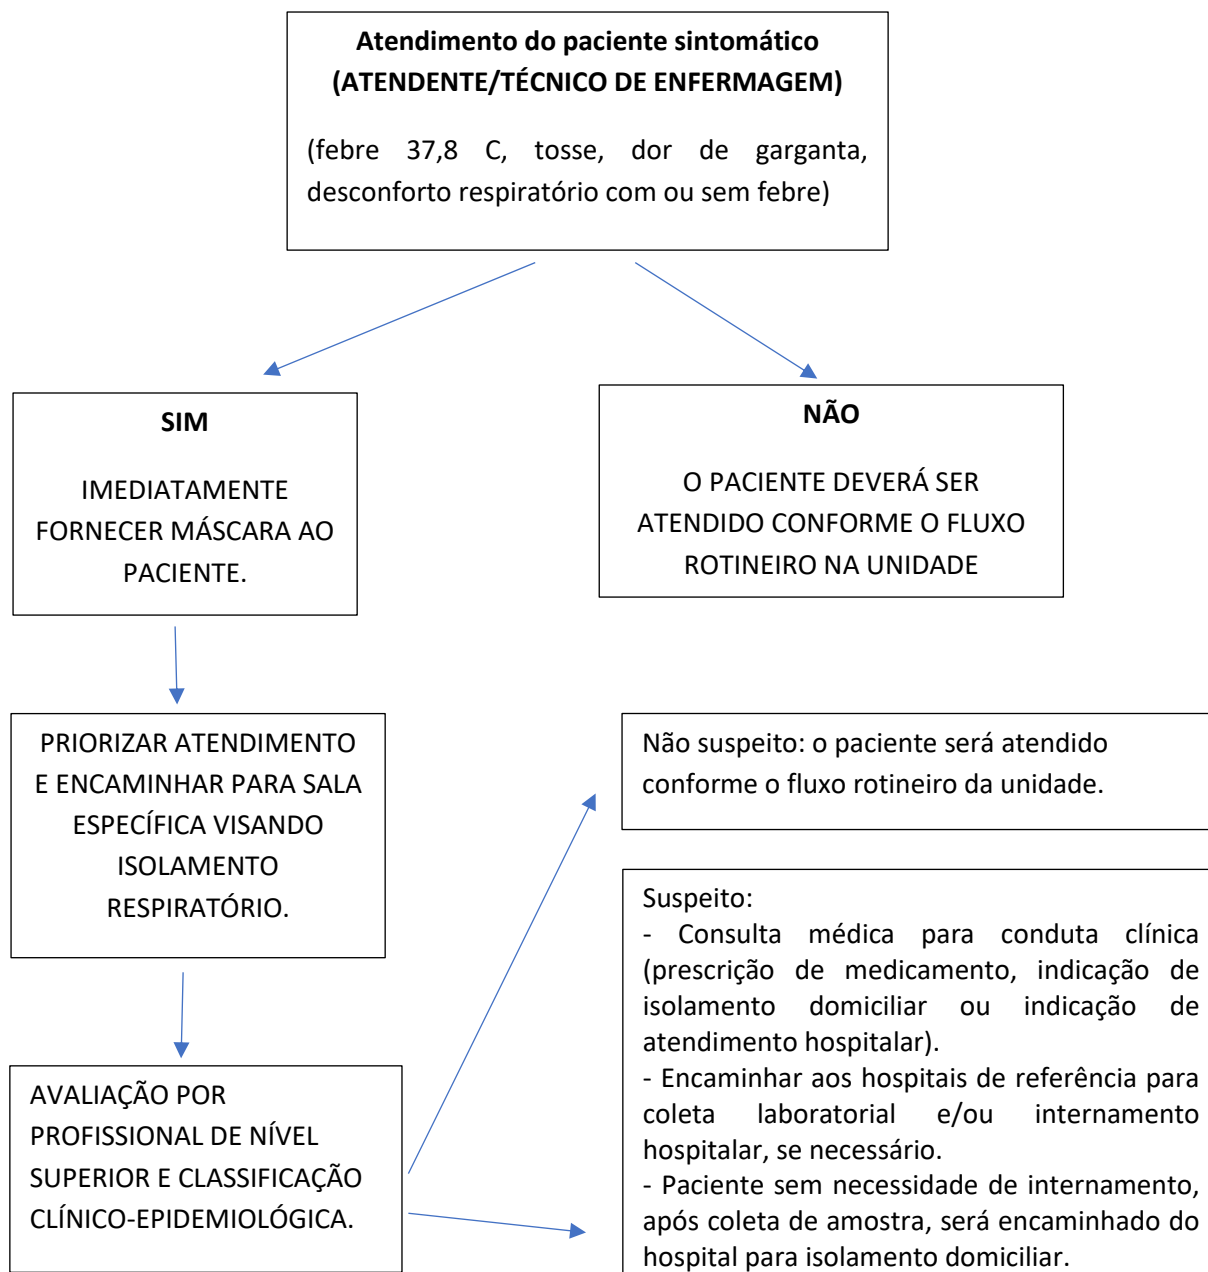 Atendimento do paciente sintomático
(ATENDENTE/TÉCNICO DE ENFERMAGEM)
(febre 37,8 C, tosse, dor de garganta,
desconforto respiratório com ou sem febre)
SIM
IMEDIATAMENTE
FORNECER MÁSCARA AO
PACIENTE.
NÃO
O PACIENTE DEVERÁ SER
ATENDIDO CONFORME O FLUXO
ROTINEIRO NA UNIDADE
PRIORIZAR ATENDIMENTO
E ENCAMINHAR PARA SALA
ESPECÍFICA VISANDO
ISOLAMENTO
RESPIRATÓRIO.
AVALIAÇÃO POR
PROFISSIONAL DE NÍVEL
SUPERIOR E CLASSIFICAÇÃO
CLÍNICO-EPIDEMIOLÓGICA.
Não suspeito: o paciente será atendido
conforme o fluxo rotineiro da unidade.
Suspeito:
- Consulta médica para conduta clínica
(prescrição de medicamento, indicação de
isolamento domiciliar ou indicação de
atendimento hospitalar).
- Encaminhar aos hospitais de referência para
coleta laboratorial e/ou internamento
hospitalar, se necessário.
- Paciente sem necessidade de internamento,
após coleta de amostra, será encaminhado do
hospital para isolamento domiciliar.